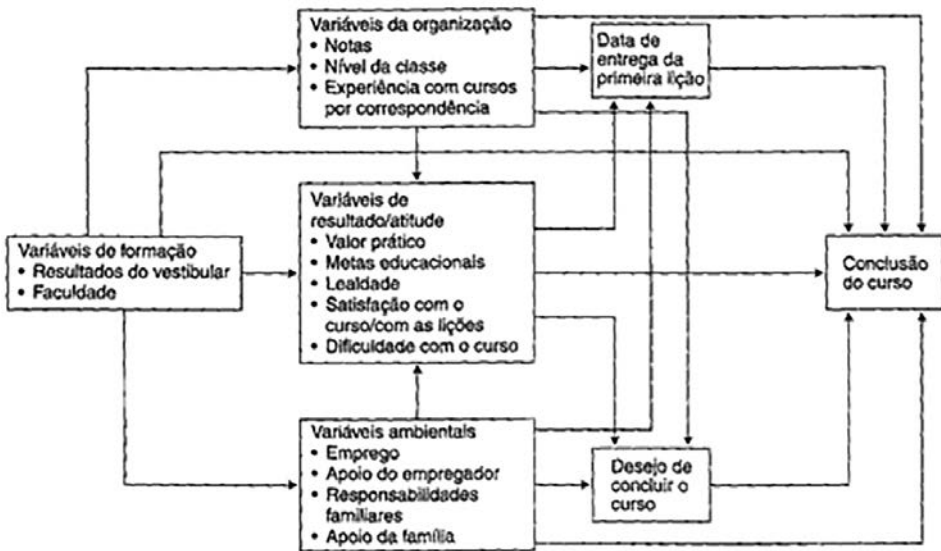 Variáveis da organização
• Notas
• Nível da classe
• Experiência com cursos
por correspondência
Data de
entrega da
primeira lição
Variáveis de
resultado/atitude
• Valor prático
• Metas educacionais
• Lealdade
• Satisfação com o
curso/com as lições
• Dificuldade com o curso
Variáveis de formação
• Resultados do vestibular
• Faculdade
Conclusão
do curso
Variáveis ambientais
• Emprego
• Apoio do empregador
• Responsabilidades
familiares
• Apoio da família
Desejo de
concluir o
curso